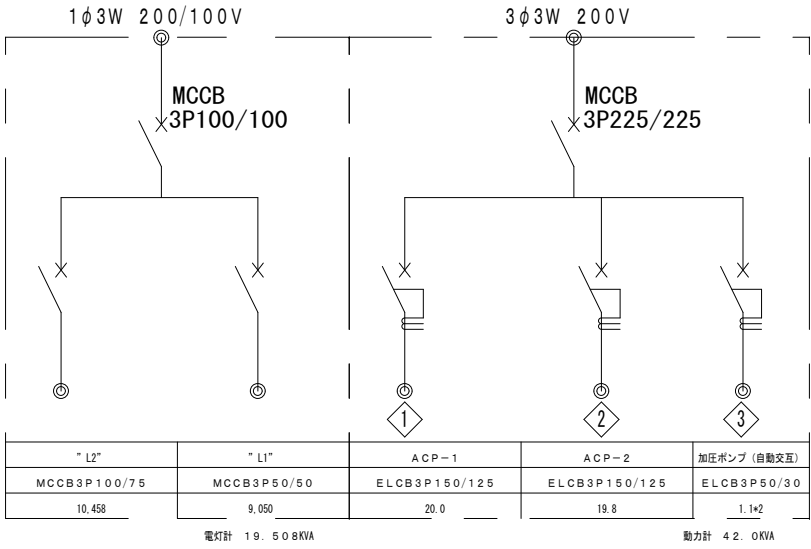 1φ3W 200/100V
3φ3W 200V
MCCB
3P100/100
MCCB
3P225/225
1
2
3
"L2"
"L1"
ACP-1
ACP-2
加圧ポンプ(自動交互)
MCCB3P100/75
MCCB3P50/50
ELCB3P150/125
ELCB3P150/125
ELCB3P50/30
10,458
9,050
20.0
19.8
1.1*2
電灯計 19.508KVA
動力計 42.0KVA